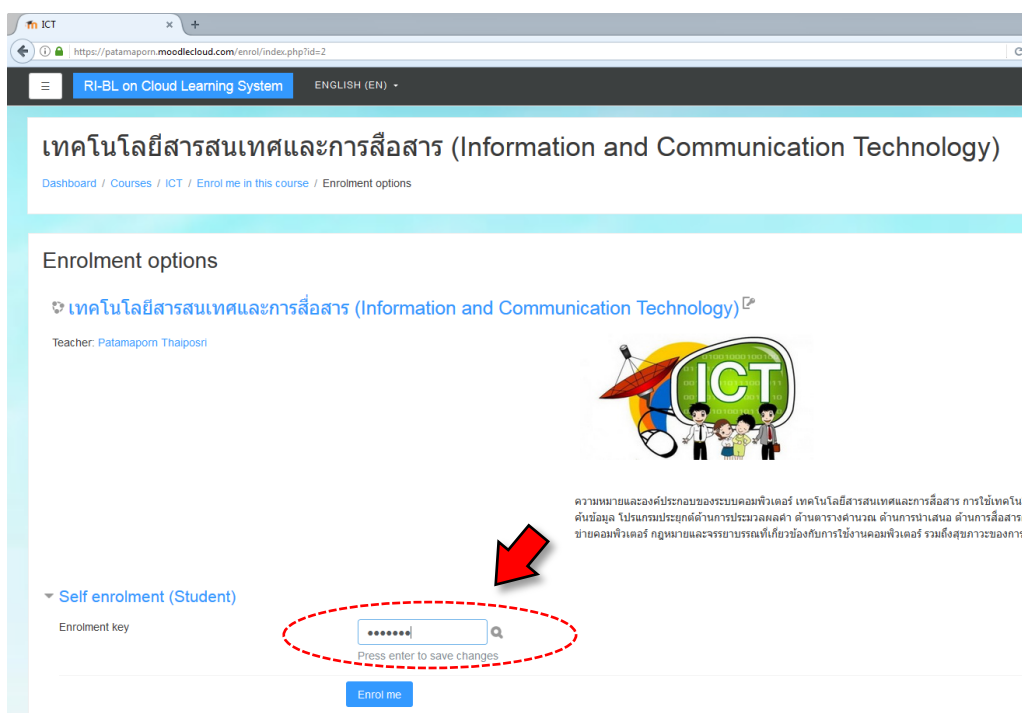 ICT
https://patamaporn.moodlecloud.com/enrol/index.php?id=2
RI-BL on Cloud Learning System ENGLISH (EN)
เทคโนโลยีสารสนเทศและการสื่อสาร (Information and Communication Technology)
Dashboard / Courses / ICT / Enrol me in this course / Enrolment options
Enrolment options
เทคโนโลยีสารสนเทศและการสื่อสาร (Information and Communication Technology)
Teacher: Patamaporn Thaiposri
ICT
ความหมายและองค์ประกอบของระบบคอมพิวเตอร์ เทคโนโลยีสารสนเทศและการสื่อสาร การใช้เทคโน
ค้นข้อมูล โปรแกรมประยุกต์ด้านการประมวลผลคำ ด้านตารางคำนวณ ด้านการนำเสนอ ด้านการสื่อสาร
ข่ายคอมพิวเตอร์ กฎหมายและจรรยาบรรณที่เกี่ยวข้องกับการใช้งานคอมพิวเตอร์ รวมถึงสุขภาวะของการ
Self enrolment (Student)
Enrolment key
Press enter to save changes
Enrol me